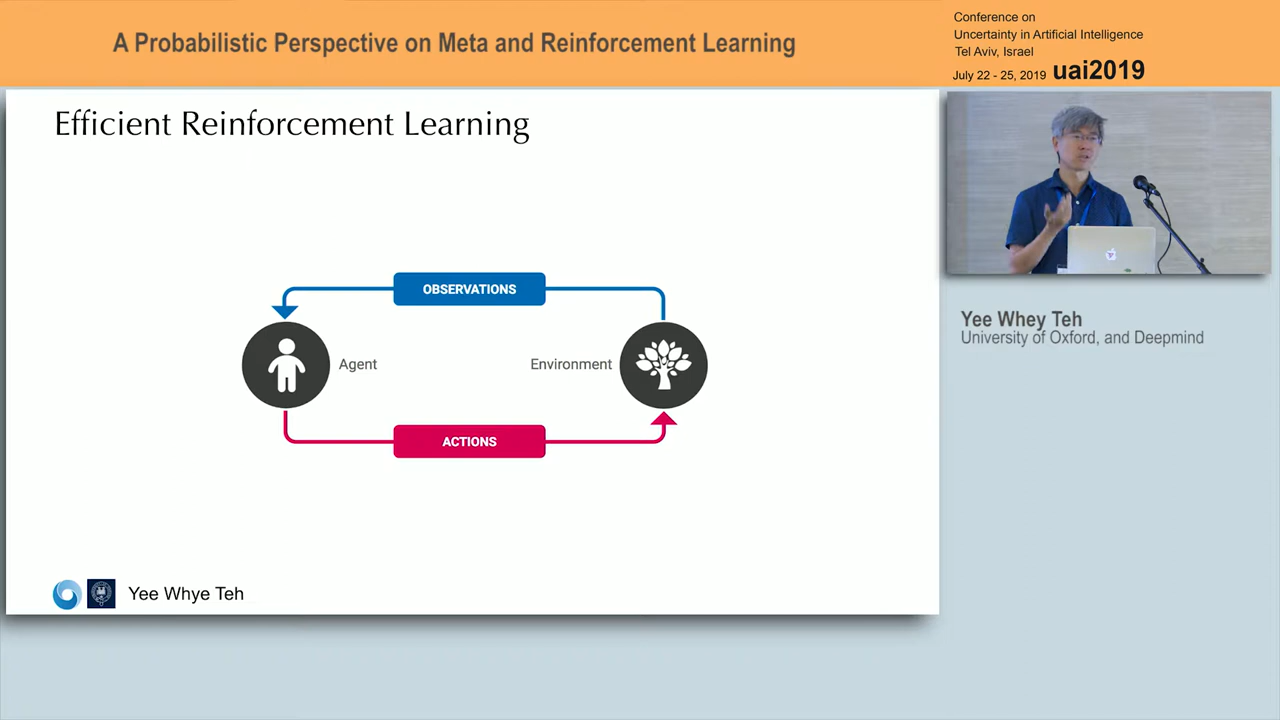 A Probabilistic Perspective on Meta and Reinforcement Learning
Conference on
Uncertainty in Artificial Intelligence
Tel Aviv, Israel
July 22 - 25, 2019 uai2019
Efficient Reinforcement Learning
OBSERVATIONS
Agent
Environment
ACTIONS
Yee Whye Teh
Yee Whey Teh
University of Oxford, and Deepmind